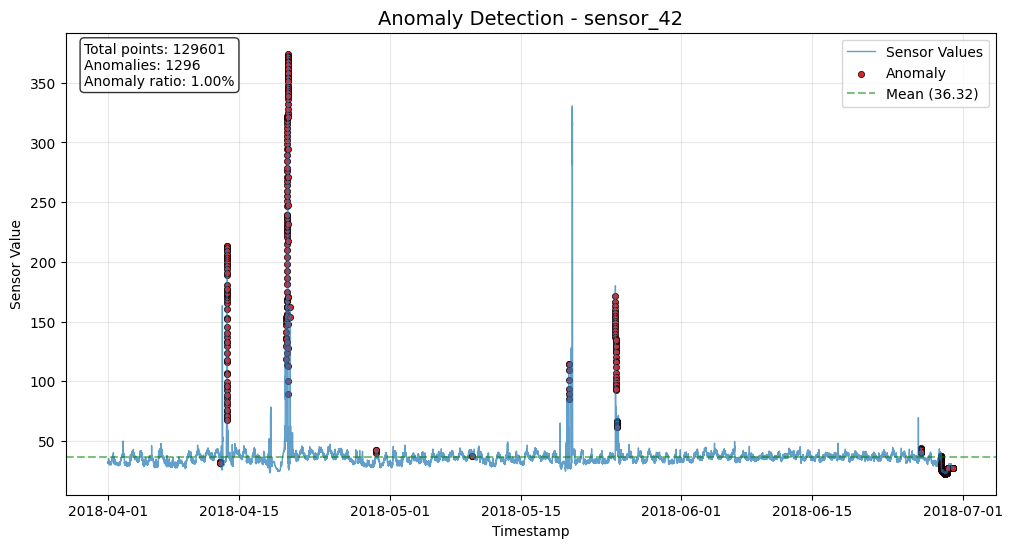 Anomaly Detection - sensor_42
Total points: 129601
Anomalies: 1296
Anomaly ratio: 1.00%
Sensor Values
Anomaly
Mean (36.32)
350
300
250
200
150
100
50
Sensor Value
2018-04-01
2018-04-15
2018-05-01
2018-05-15
2018-06-01
2018-06-15
2018-07-01
Timestamp